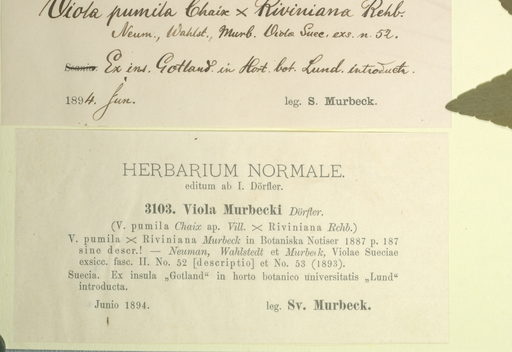 Viola pumila Chaix × Riviniana Rchb.
Neum., Wahlst., Murb. Violæ Suec. exs. n. 52.
Scania. Ex ins. Gotland in Hort. bot. Lund. introducta.
1894. Jun. leg. S. Murbeck.
HERBARIUM NORMALE.
editum ab I. Dörfler.
3103. Viola Murbecki Dörfler.
(V. pumila Chaix ap. Vill. × Riviniana Rchb.)
V. pumila × Riviniana Murbeck in Botaniska Notiser 1887 p. 187
sine descr.! — Neuman, Wahlstedt et Murbeck, Violae Sueciae
exsicc. fasc. II. No. 52 [descriptio] et No. 53 (1893).
Suecia. Ex insula „Gotland“ in horto botanico universitatis „Lund“
introducta.
Junio 1894. leg. Sv. Murbeck.